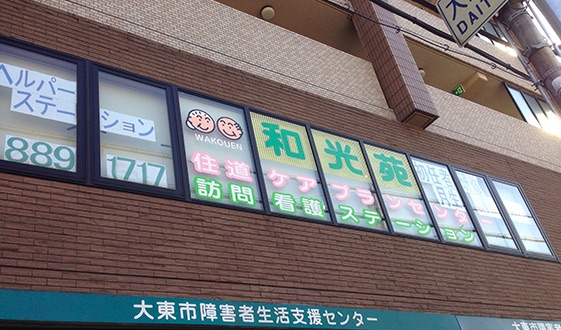 ヘルパー
ステーション
889 1717
WAKOUEN
和光苑
住道ケアプランセンター
訪問看護ステーション
大東市障害者生活支援センター